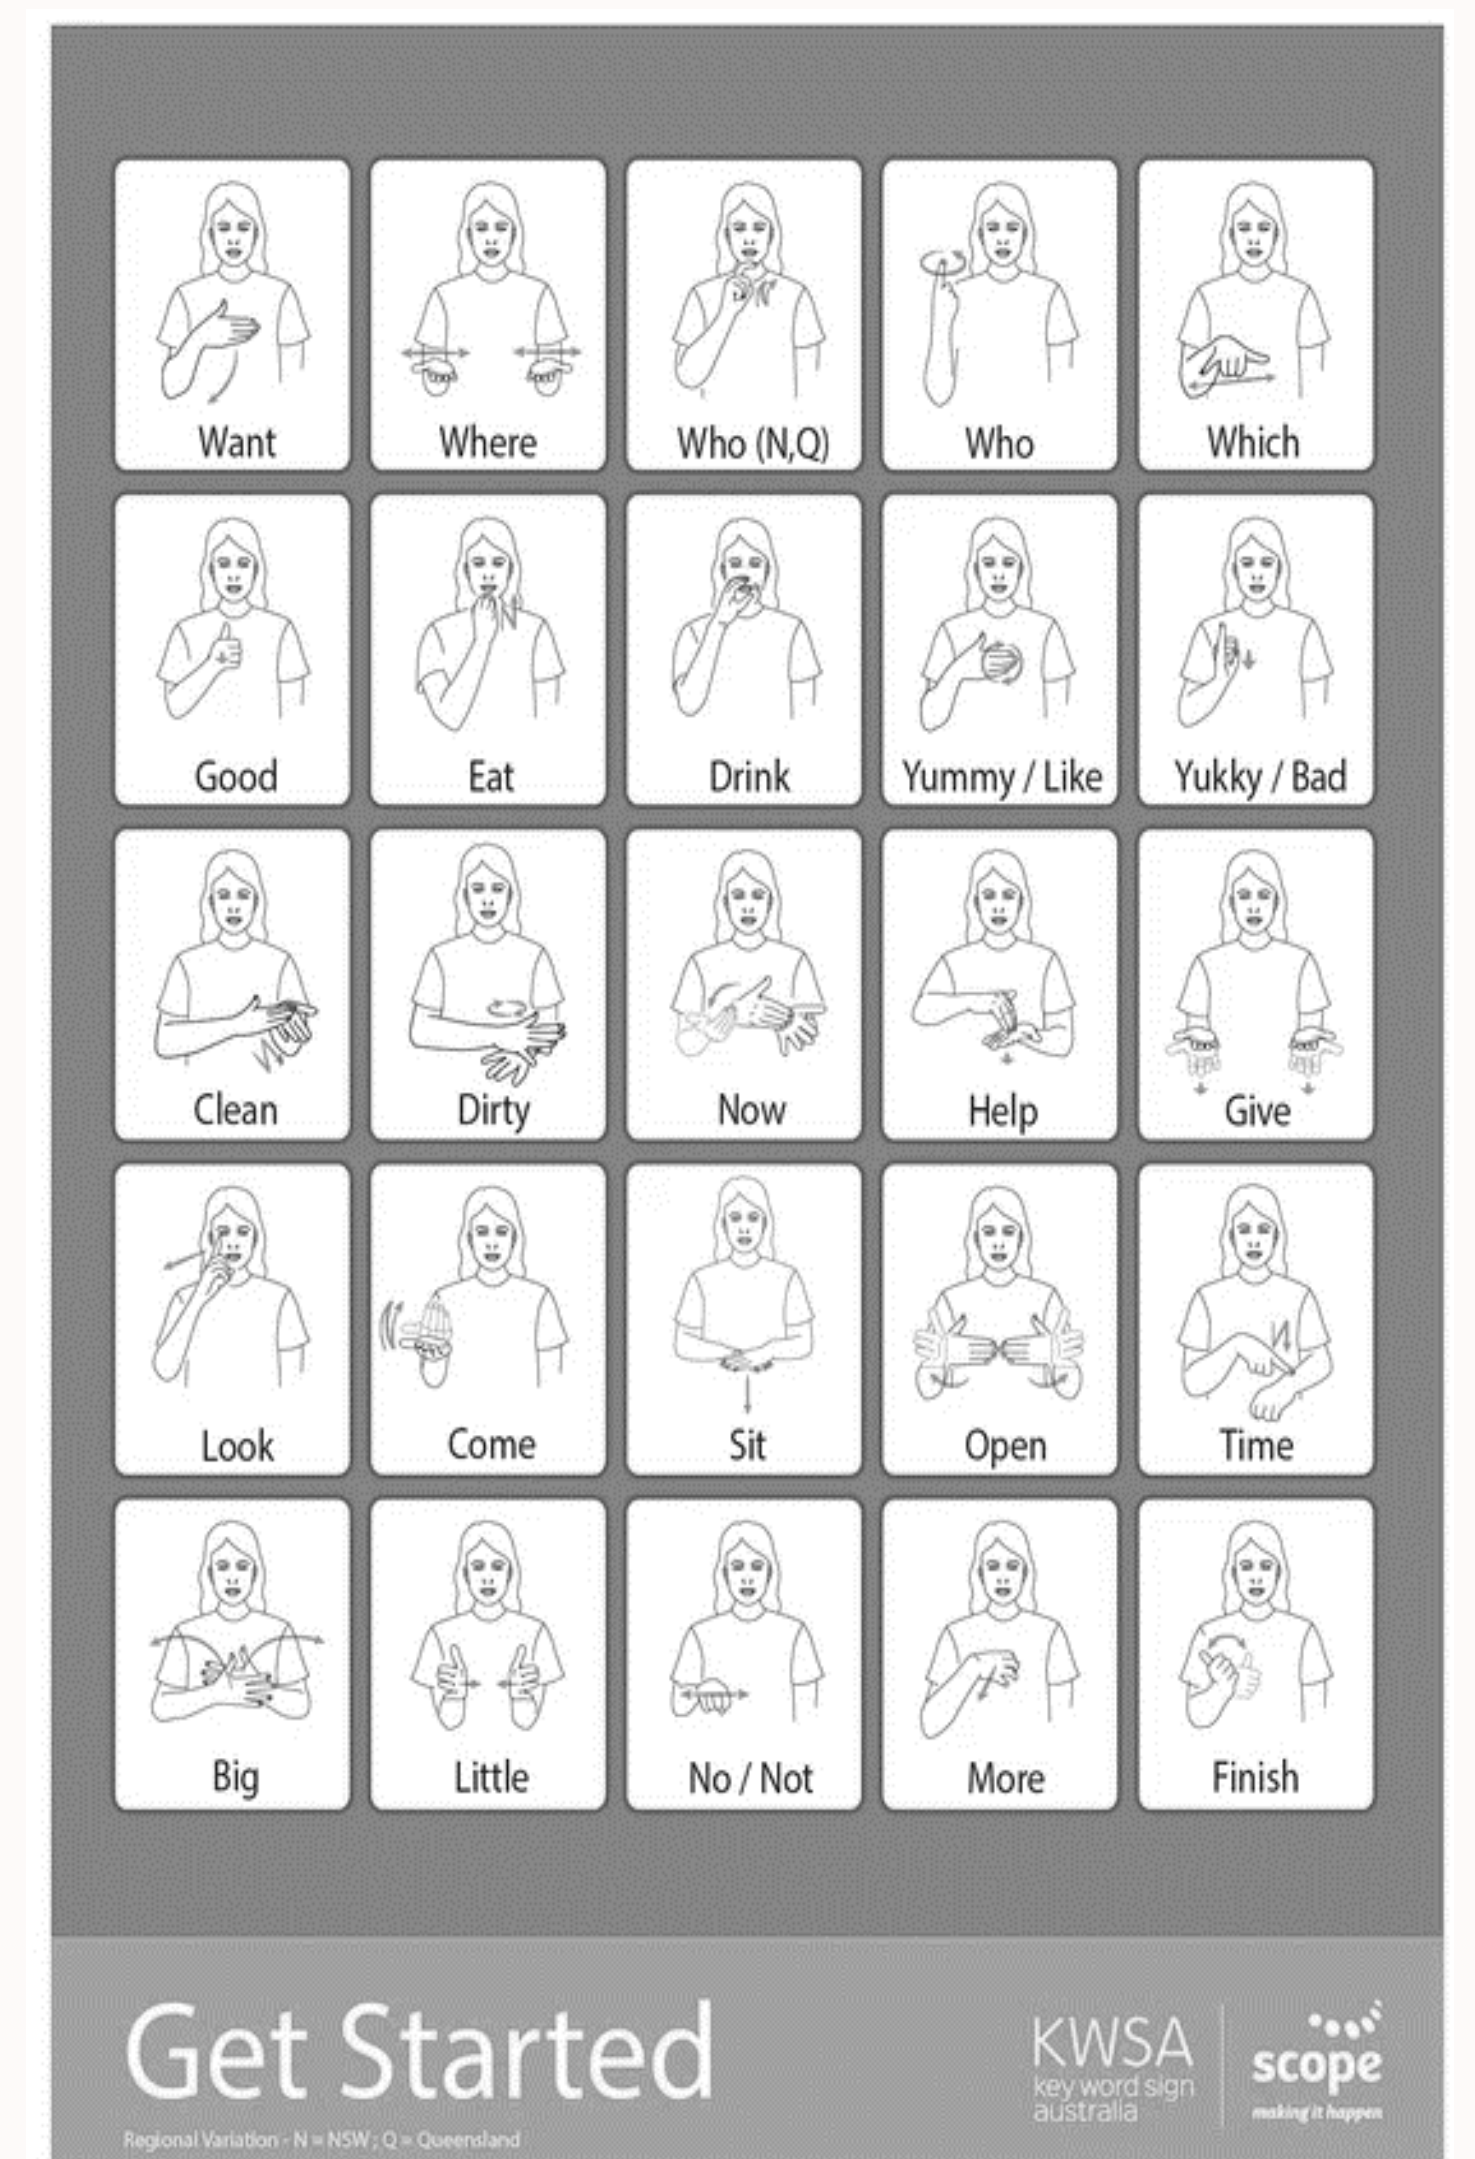 Want
Where
Who (N,Q)
Who
Which
Good
Eat
Drink
Yummy / Like
Yukky / Bad
Clean
Dirty
Now
Help
Give
Look
Come
Sit
Open
Time
Big
Little
No / Not
More
Finish
Get Started
Regional Variation - N = NSW ; Q = Queensland
KWSA
key word sign
australia
scope
making it happen